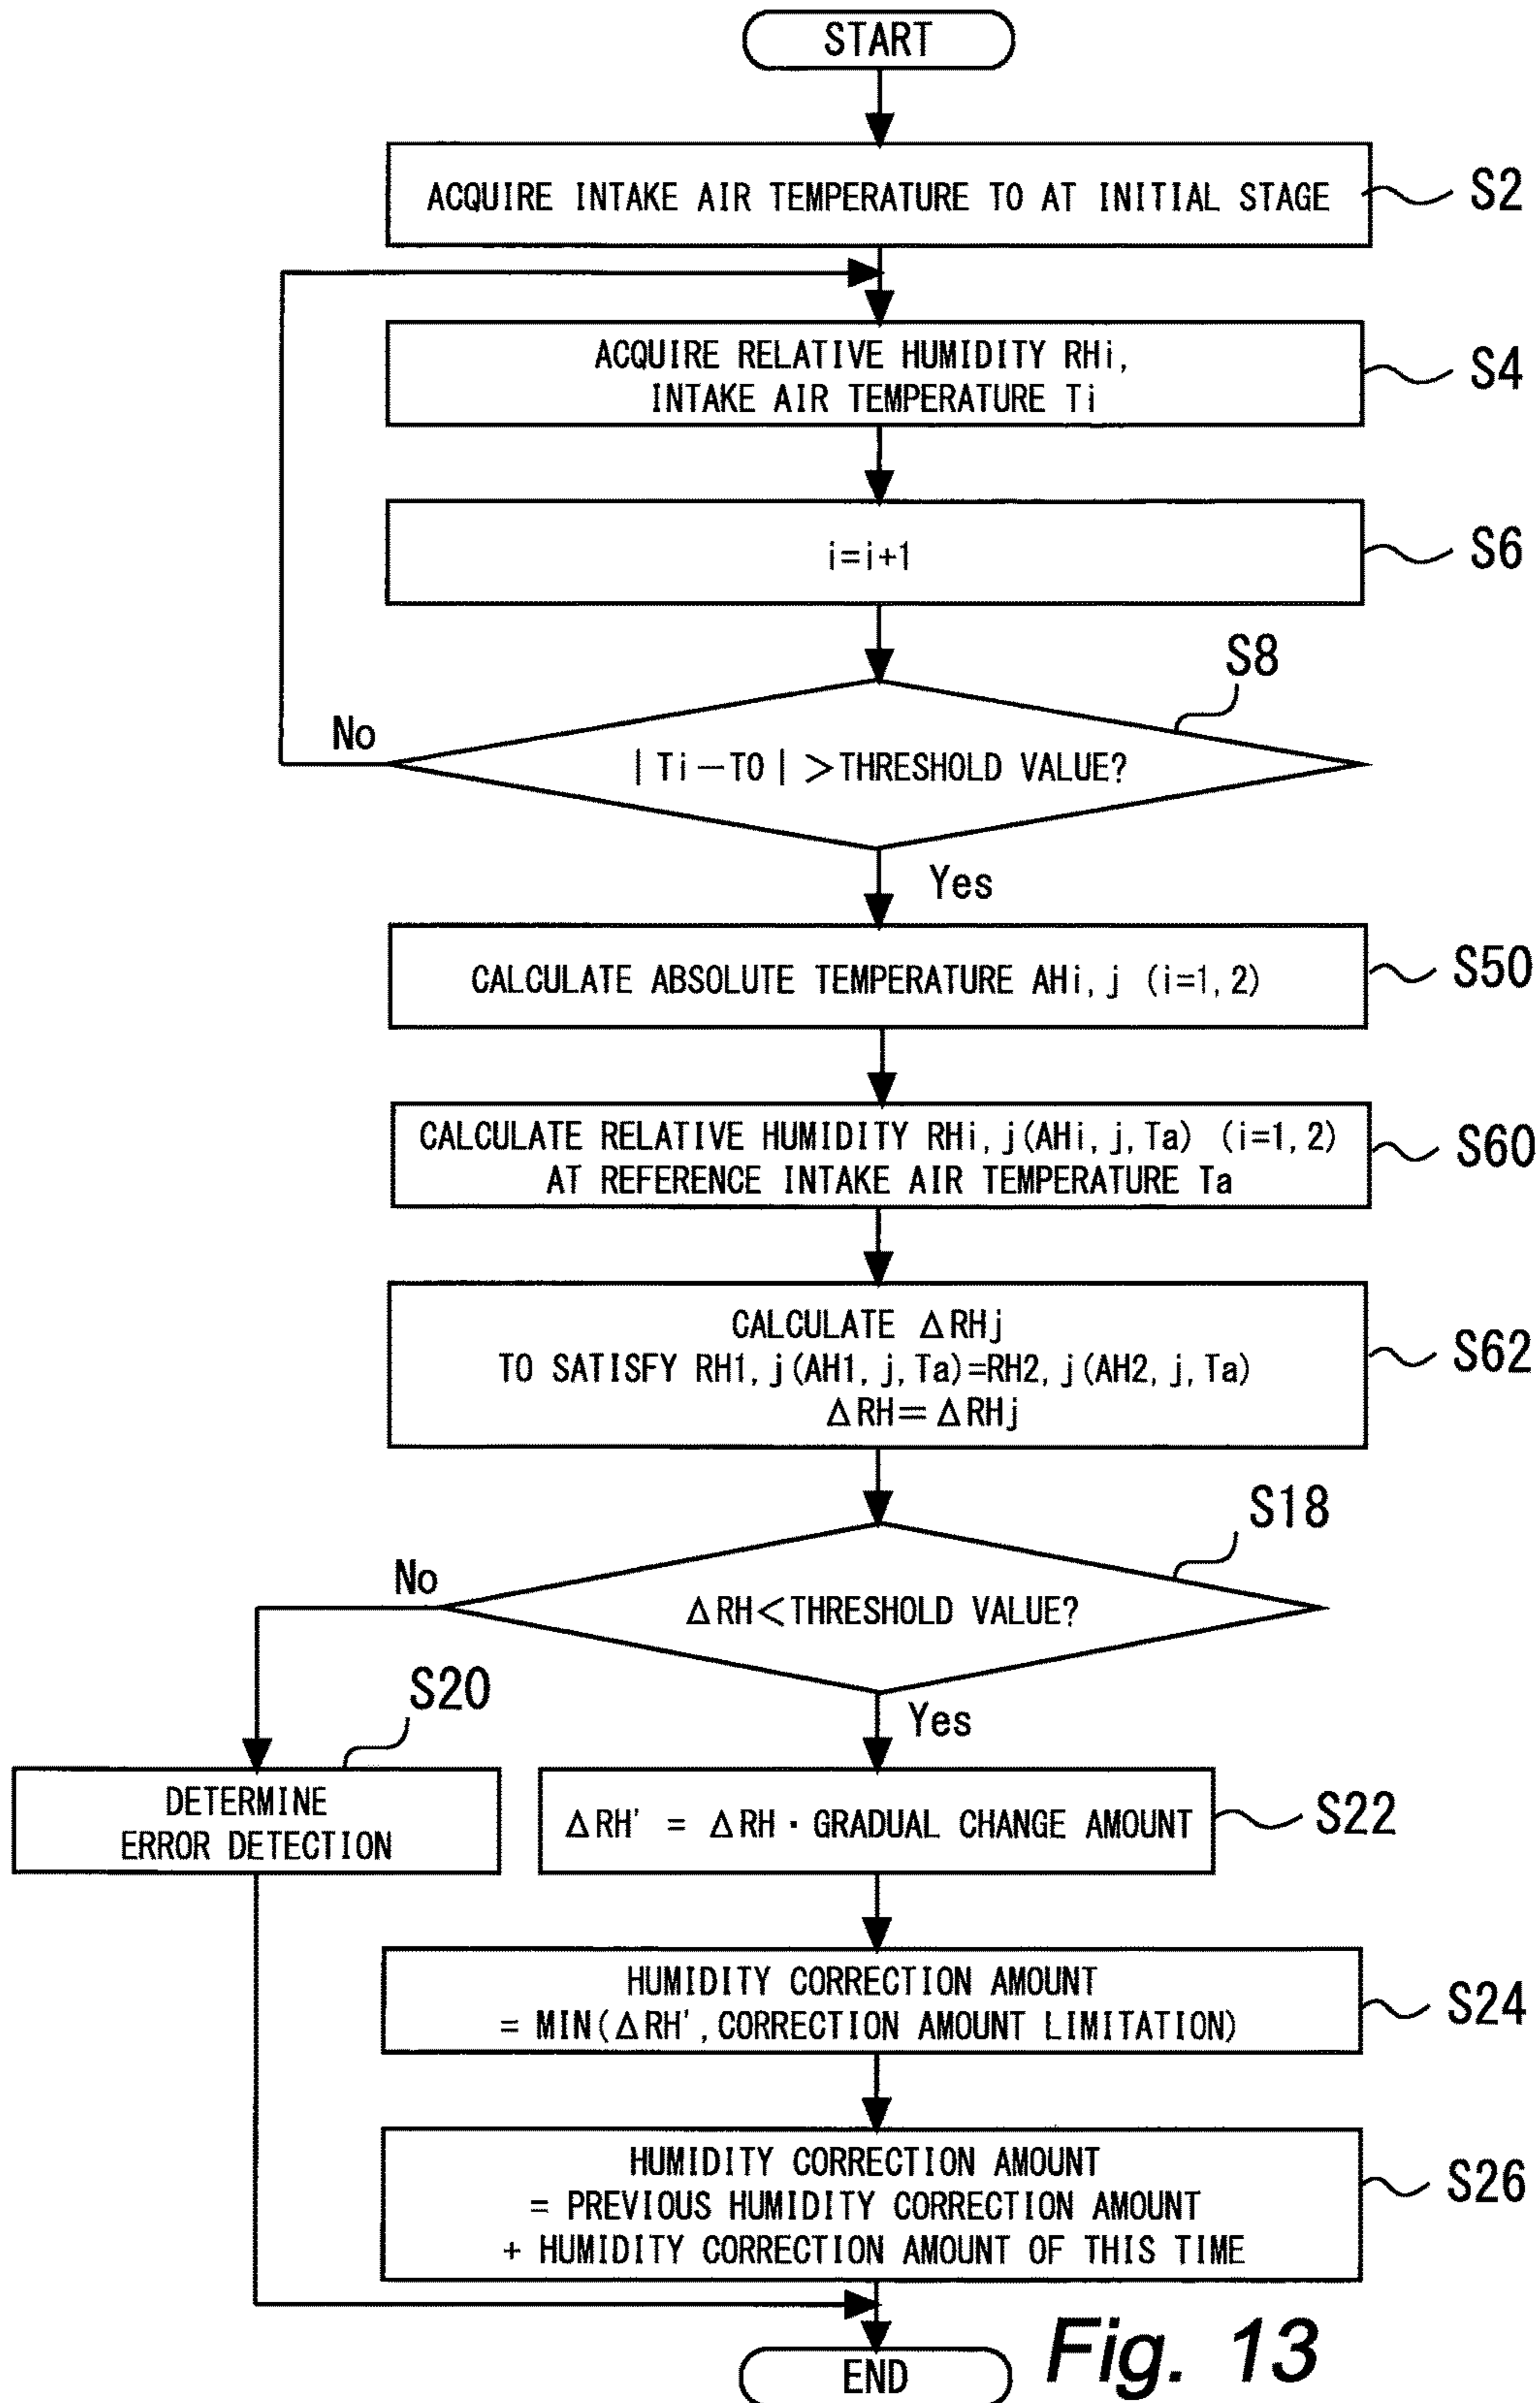 START
ACQUIRE INTAKE AIR TEMPERATURE T0 AT INITIAL STAGE
S2
ACQUIRE RELATIVE HUMIDITY RHi,
INTAKE AIR TEMPERATURE Ti
S4
i=i+1
S6
S8
No
|Ti－T0|＞THRESHOLD VALUE?
Yes
CALCULATE ABSOLUTE TEMPERATURE AHi, j (i=1, 2)
S50
CALCULATE RELATIVE HUMIDITY RHi, j(AHi, j, Ta) (i=1, 2)
AT REFERENCE INTAKE AIR TEMPERATURE Ta
S60
CALCULATE ΔRHj
TO SATISFY RH1, j(AH1, j, Ta)=RH2, j(AH2, j, Ta)
ΔRH＝ΔRHj
S62
S18
No
ΔRH＜THRESHOLD VALUE?
Yes
S20
DETERMINE
ERROR DETECTION
ΔRH' = ΔRH・GRADUAL CHANGE AMOUNT
S22
HUMIDITY CORRECTION AMOUNT
= MIN(ΔRH', CORRECTION AMOUNT LIMITATION)
S24
HUMIDITY CORRECTION AMOUNT
= PREVIOUS HUMIDITY CORRECTION AMOUNT
+ HUMIDITY CORRECTION AMOUNT OF THIS TIME
S26
END
Fig. 13